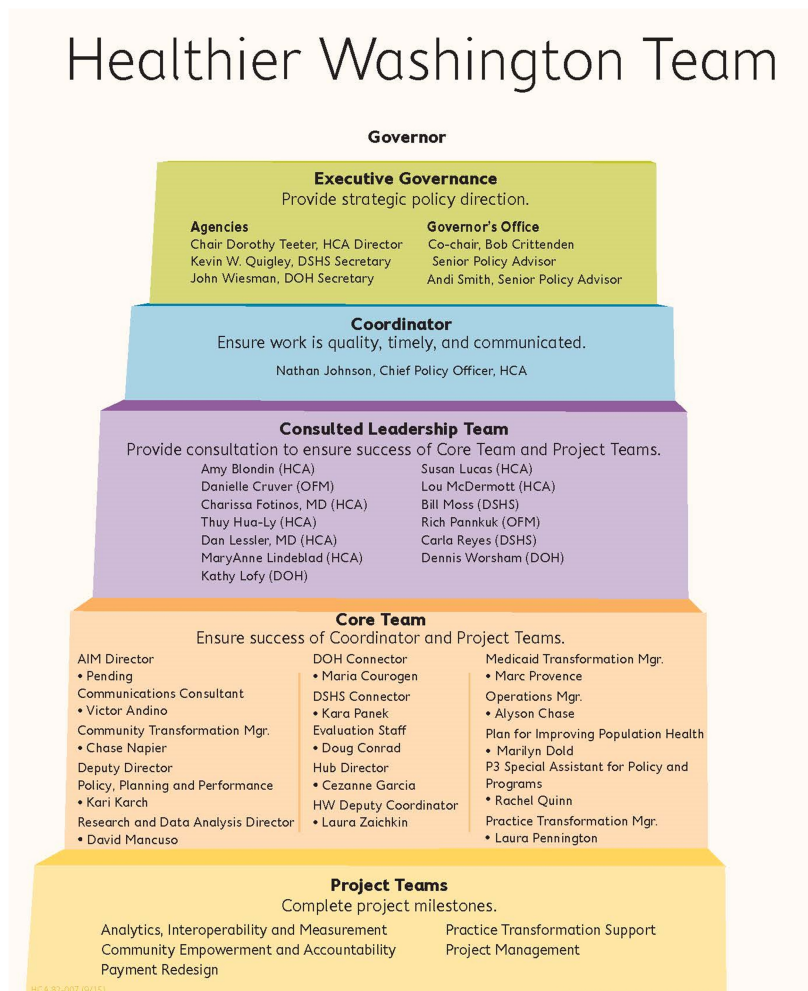 Healthier Washington Team
Governor
Executive Governance
Provide strategic policy direction.
Agencies
Chair Dorothy Teeter, HCA Director
Kevin W. Quigley, DSHS Secretary
John Wiesman, DOH Secretary
Governor's Office
Co-chair, Bob Crittenden
Senior Policy Advisor
Andi Smith, Senior Policy Advisor
Coordinator
Ensure work is quality, timely, and communicated.
Nathan Johnson, Chief Policy Officer, HCA
Consulted Leadership Team
Provide consultation to ensure success of Core Team and Project Teams.
Amy Blondin (HCA)
Danielle Cruver (OFM)
Charissa Fotinos, MD (HCA)
Thuy Hua-Ly (HCA)
Dan Lessler, MD (HCA)
MaryAnne Lindeblad (HCA)
Kathy Lofy (DOH)
Susan Lucas (HCA)
Lou McDermott (HCA)
Bill Moss (DSHS)
Rich Pannkuk (OFM)
Carla Reyes (DSHS)
Dennis Worsham (DOH)
Core Team
Ensure success of Coordinator and Project Teams.
AIM Director
• Pending
Communications Consultant
• Victor Andino
Community Transformation Mgr.
• Chase Napier
Deputy Director
Policy, Planning and Performance
• Kari Karch
Research and Data Analysis Director
• David Mancuso
DOH Connector
• Maria Courogen
DSHS Connector
• Kara Panek
Evaluation Staff
• Doug Conrad
Hub Director
• Cezanne Garcia
HW Deputy Coordinator
• Laura Zaichkin
Medicaid Transformation Mgr.
• Marc Provence
Operations Mgr.
• Alyson Chase
Plan for Improving Population Health
• Marilyn Dold
P3 Special Assistant for Policy and
Programs
• Rachel Quinn
Practice Transformation Mgr.
• Laura Pennington
Project Teams
Complete project milestones.
Analytics, Interoperability and Measurement
Community Empowerment and Accountability
Payment Redesign
Practice Transformation Support
Project Management